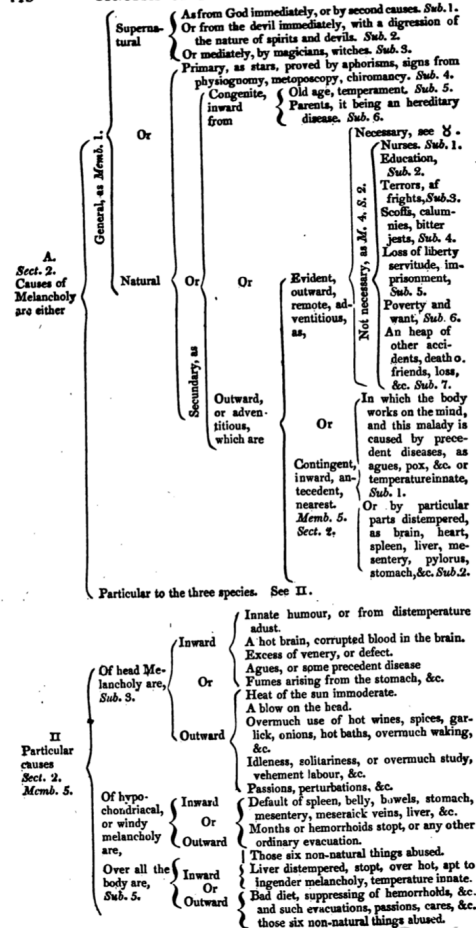 Superna-
tural
As from God immediately, or by second causes. Sub. 1.
Or from the devil immediately, with a digression of
the nature of spirits and devils. Sub. 2.
Or mediately, by magicians, witches. Sub. 3.
Or
Primary, as stars, proved by aphorisms, signs from
physiognomy, metoposcopy, chiromancy. Sub. 4.
Congenite,
inward
from
Old age, temperament. Sub. 5.
Parents, it being an hereditary
disease. Sub. 6.
General, as Memb. 1.
A.
Sect. 2.
Causes of
Melancholy
are either
Natural
Or
Secundary, as
Or
Evident,
outward,
remote, ad-
ventitious,
as,
Necessary, see ♉.
Not necessary, as M. 4. S. 2.
Nurses. Sub. 1.
Education,
Sub. 2.
Terrors, af
frights, Sub. 3.
Scoffs, calum-
nies, bitter
jests, Sub. 4.
Loss of liberty
servitude, im-
prisonment,
Sub. 5.
Poverty and
want, Sub. 6.
An heap of
other acci-
dents, death o.
friends, loss,
&c. Sub. 7.
Outward,
or adven-
titious,
which are
Or
Contingent,
inward, an-
tecedent,
nearest.
Memb. 5.
Sect. 2.
In which the body
works on the mind,
and this malady is
caused by prece-
dent diseases, as
agues, pox, &c. or
temperature innate,
Sub. 1.
Or by particular
parts distempered,
as brain, heart,
spleen, liver, me-
sentery, pylorus,
stomach, &c. Sub. 2.
Particular to the three species. See II.
II
Particular
causes
Sect. 2.
Memb. 5.
Of head Me-
lancholy are,
Sub. 3.
Inward
Innate humour, or from distemperature
adust.
A hot brain, corrupted blood in the brain.
Excess of venery, or defect.
Agues, or some precedent disease
Fumes arising from the stomach, &c.
Or
Outward
Heat of the sun immoderate.
A blow on the head.
Overmuch use of hot wines, spices, gar-
lick, onions, hot baths, overmuch waking,
&c.
Idleness, solitariness, or overmuch study,
vehement labour, &c.
Passions, perturbations, &c.
Of hypo-
chondriacal,
or windy
melancholy
are,
Inward
Or
Outward
Default of spleen, belly, bowels, stomach,
mesentery, meseraick veins, liver, &c.
Months or hemorrhoids stopt, or any other
ordinary evacuation.
Those six non-natural things abused.
Over all the
body are,
Sub. 5.
Inward
Or
Outward
Liver distempered, stopt, over hot, apt to
ingender melancholy, temperature innate.
Bad diet, suppressing of hemorrhoids, &c.
and such evacuations, passions, cares, &c.
those six non-natural things abused.